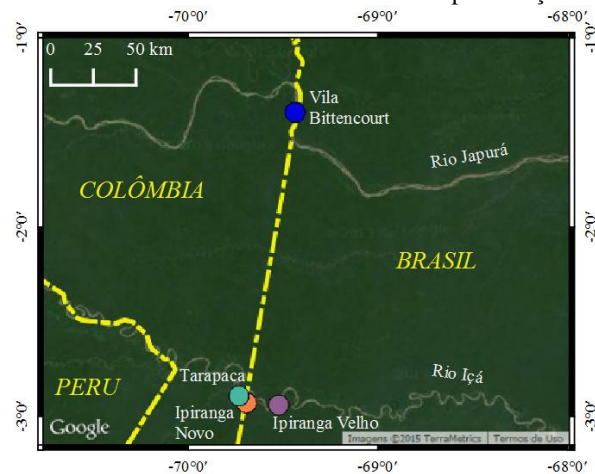 -70°0'
-69°0'
-68°0'
-1°0'
-1°0'
0 25 50 km
Vila
Bittencourt
Rio Japurá
COLÔMBIA
-2°0'
-2°0'
BRASIL
Tarapaca
Rio Içá
PERU
Ipiranga
Novo
Ipiranga Velho
-3°0'
-3°0'
Google
Imagens ©2015 TerraMetrics
Termos de Uso
-70°0'
-69°0'
-68°0'